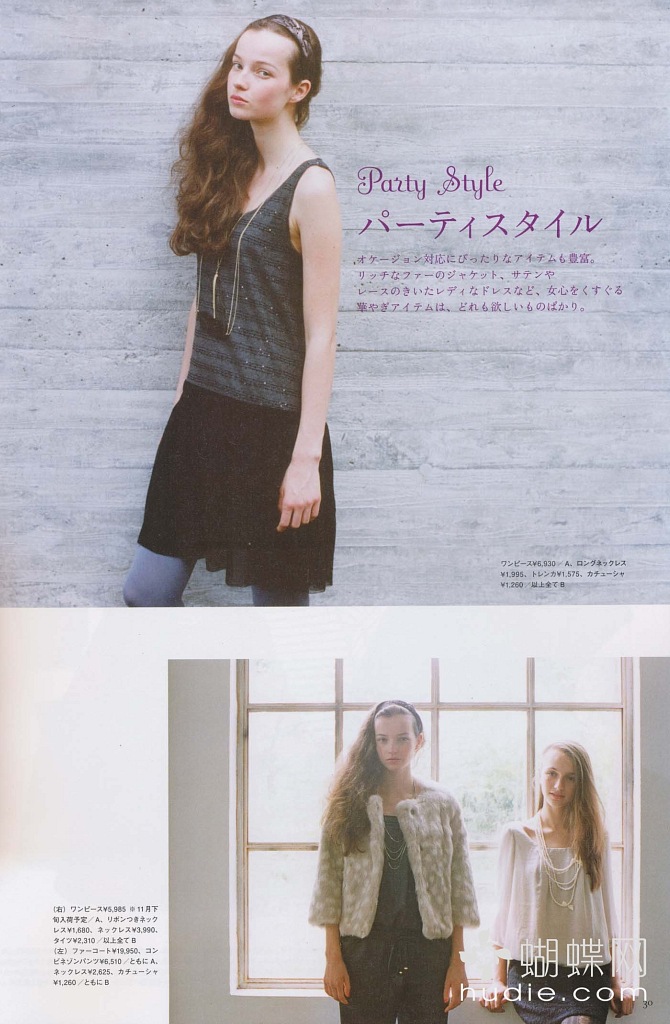 Party Style
パーティスタイル
オケージョン対応にぴったりなアイテムも豊富。
リッチなファーのジャケット、サテンや
レースのきいたレディなドレスなど、女心をくすぐる
華やぎアイテムは、どれも欲しいものばかり。
ワンピース¥6,930／A、ロングネックレス
¥1,995、トレンカ¥1,575、カチューシャ
¥1,260／以上全てB
(右) ワンピース¥5,985 ※11月下
旬入荷予定／A、リボンつきネック
レス¥1,680、ネックレス¥3,990、
タイツ¥2,310／以上全てB
(左) ファーコート¥19,950、コン
ビネゾンパンツ¥6,510／ともにA、
ネックレス¥2,625、カチューシャ
¥1,260／ともにB
蝴蝶网
ihudie.com
30